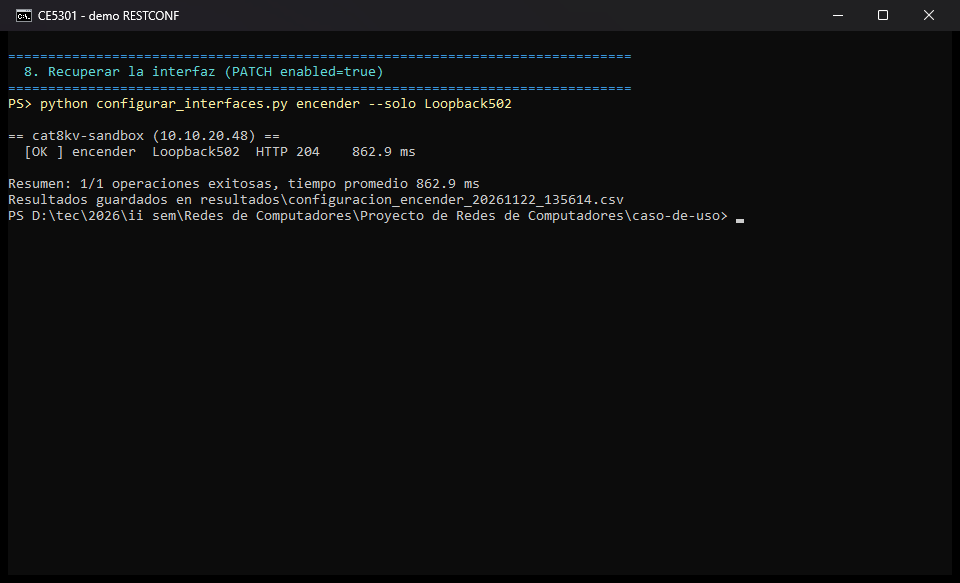 CE5301 - demo RESTCONF
==============================================================================
8. Recuperar la interfaz (PATCH enabled=true)
==============================================================================
PS> python configurar_interfaces.py encender --solo Loopback502
== cat8kv-sandbox (10.10.20.48) ==
[OK ] encender  Loopback502  HTTP 204    862.9 ms
Resumen: 1/1 operaciones exitosas, tiempo promedio 862.9 ms
Resultados guardados en resultados\configuracion_encender_20261122_135614.csv
PS D:\tec\2026\ii sem\Redes de Computadores\Proyecto de Redes de Computadores\caso-de-uso>